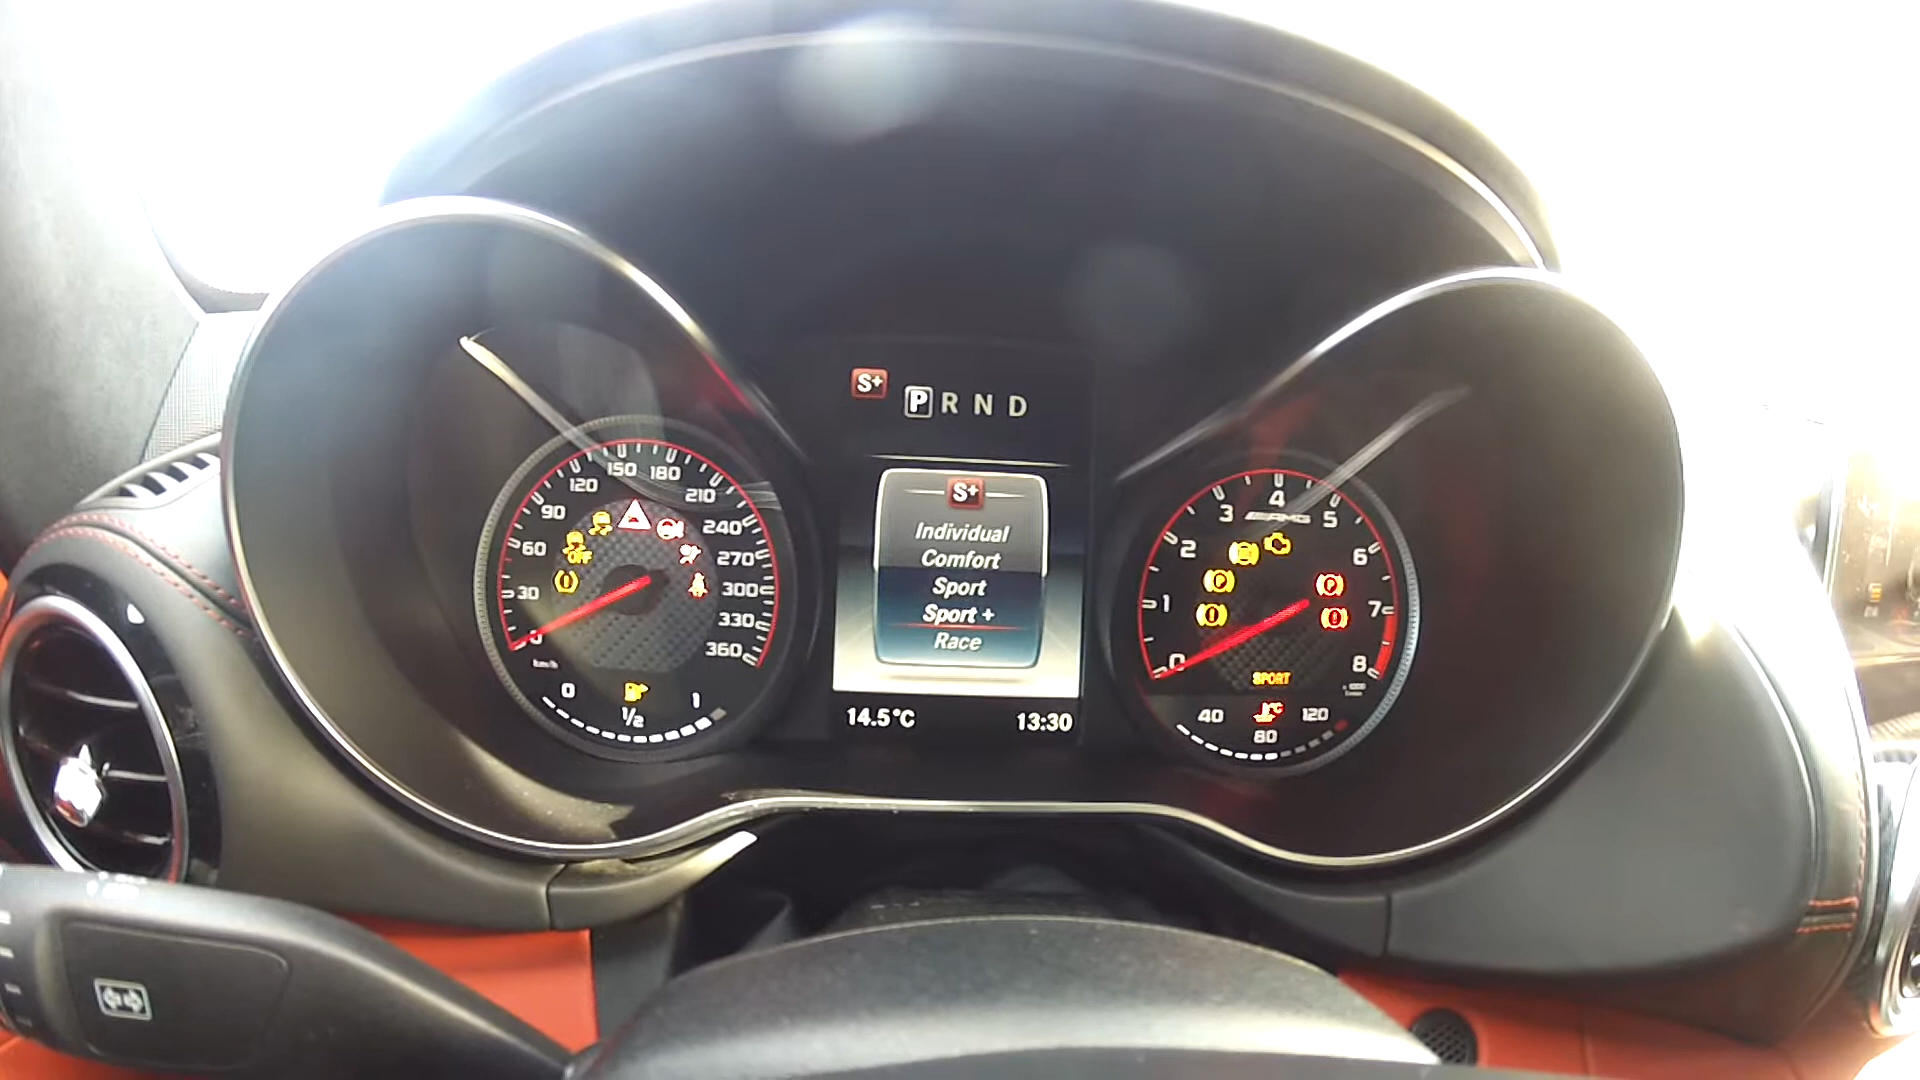 S+
P R N D
S+
Individual
Comfort
Sport
Sport +
Race
14.5°C
13:30
0
30
60
90
120
150
180
210
240
270
300
330
360
km/h
OFF
0
1/2
1
0
1
2
3
4
5
6
7
8
AMG
P
P
SPORT
40
80
120
°C